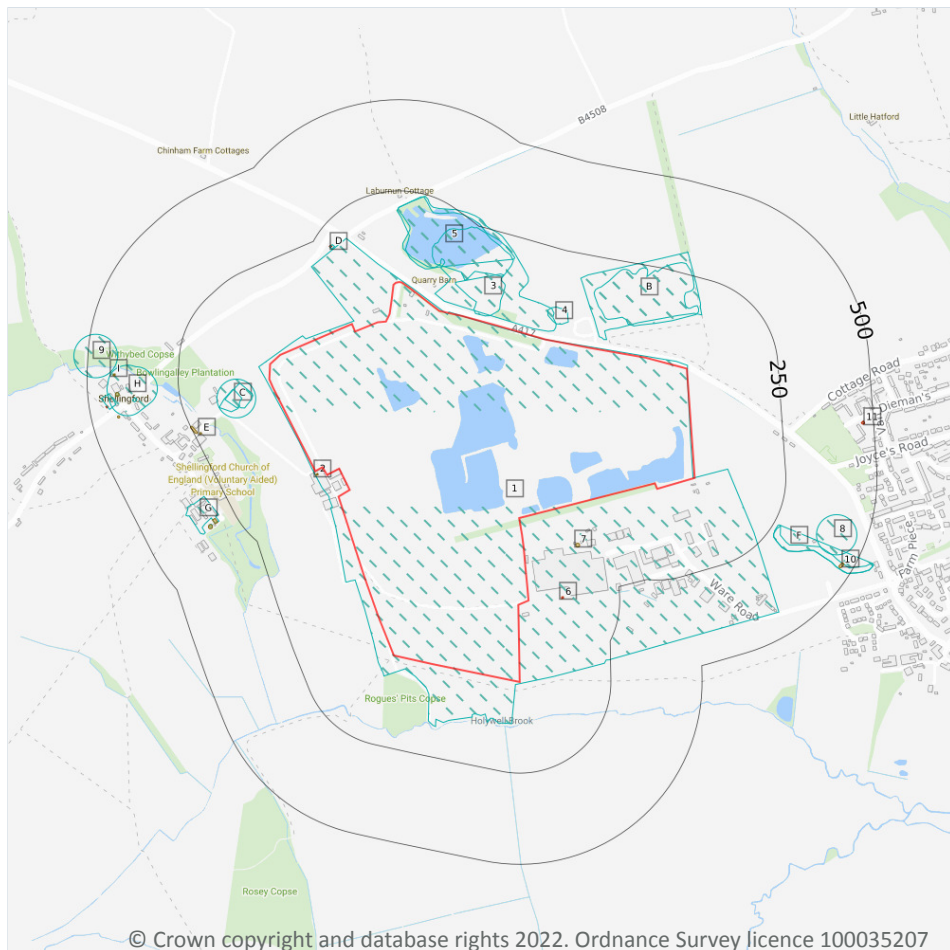 B4508
Little Hatford
Chinham Farm Cottages
Laburnun Cottage
D
5
Quarry Barn
3
B
4
A417
500
250
9
Withybed Copse
I
Bowlingalley Plantation
H
C
Shellingford
Cottage Road
Dieman's
11
Joyce's Road
E
2
Shellingford Church of
England (Voluntary Aided)
Primary School
1
G
7
F
8
10
6
Ware Road
Farm Piece
Rogues' Pits Copse
Holywell Brook
Rosey Copse
© Crown copyright and database rights 2022. Ordnance Survey licence 100035207